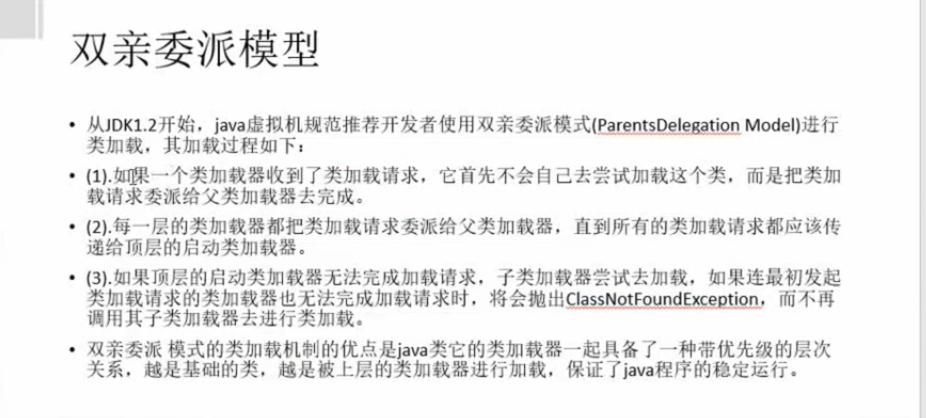 双亲委派模型
• 从JDK1.2开始，java虚拟机规范推荐开发者使用双亲委派模式(ParentsDelegation Model)进行
类加载，其加载过程如下：
• (1).如果一个类加载器收到了类加载请求，它首先不会自己去尝试加载这个类，而是把类加
载请求委派给父类加载器去完成。
• (2).每一层的类加载器都把类加载请求委派给父类加载器，直到所有的类加载请求都应该传
递给顶层的启动类加载器。
• (3).如果顶层的启动类加载器无法完成加载请求，子类加载器尝试去加载，如果连最初发起
类加载请求的类加载器也无法完成加载请求时，将会抛出ClassNotFoundException，而不再
调用其子类加载器去进行类加载。
• 双亲委派 模式的类加载机制的优点是java类它的类加载器一起具备了一种带优先级的层次
关系，越是基础的类，越是被上层的类加载器进行加载，保证了java程序的稳定运行。